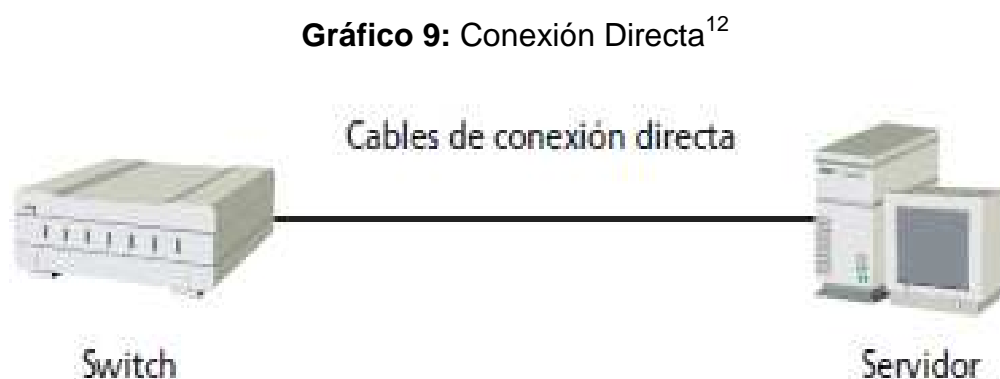 Gráfico 9: Conexión Directa12
Cables de conexión directa
Switch
Servidor